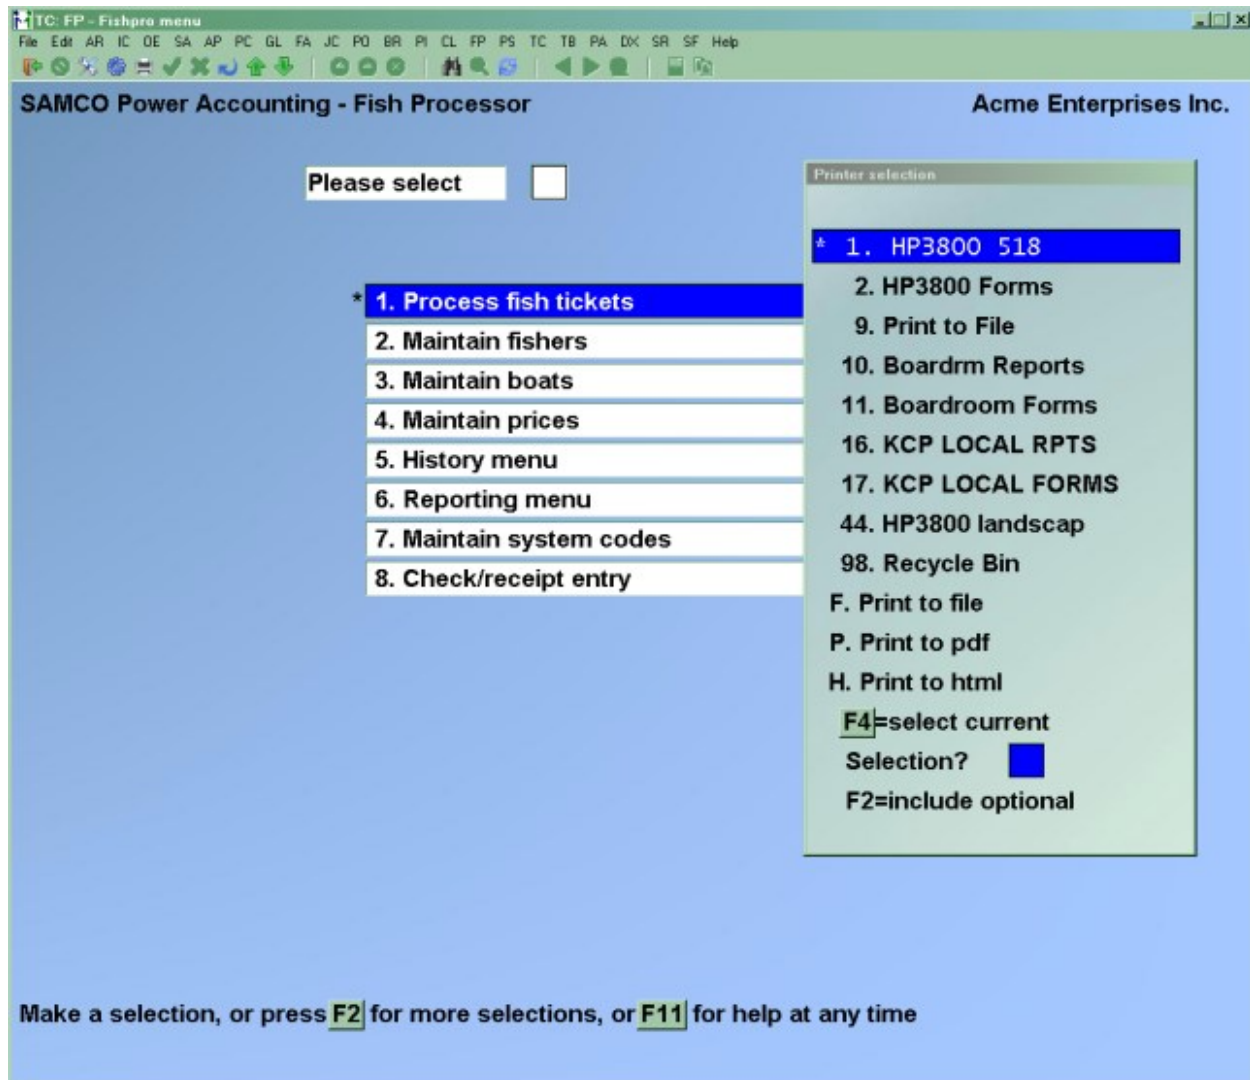 TC: FP - Fishpro menu
File Edit AR IC OE SA AP PC GL FA JC PO BR PI CL FP PS TC TB PA DX SR SF Help
SAMCO Power Accounting - Fish Processor
Acme Enterprises Inc.
Please select
* 1. Process fish tickets
2. Maintain fishers
3. Maintain boats
4. Maintain prices
5. History menu
6. Reporting menu
7. Maintain system codes
8. Check/receipt entry
Printer selection
* 1. HP3800 518
2. HP3800 Forms
9. Print to File
10. Boardrm Reports
11. Boardroom Forms
16. KCP LOCAL RPTS
17. KCP LOCAL FORMS
44. HP3800 landscap
98. Recycle Bin
F. Print to file
P. Print to pdf
H. Print to html
F4=select current
Selection?
F2=include optional
Make a selection, or press F2 for more selections, or F11 for help at any time